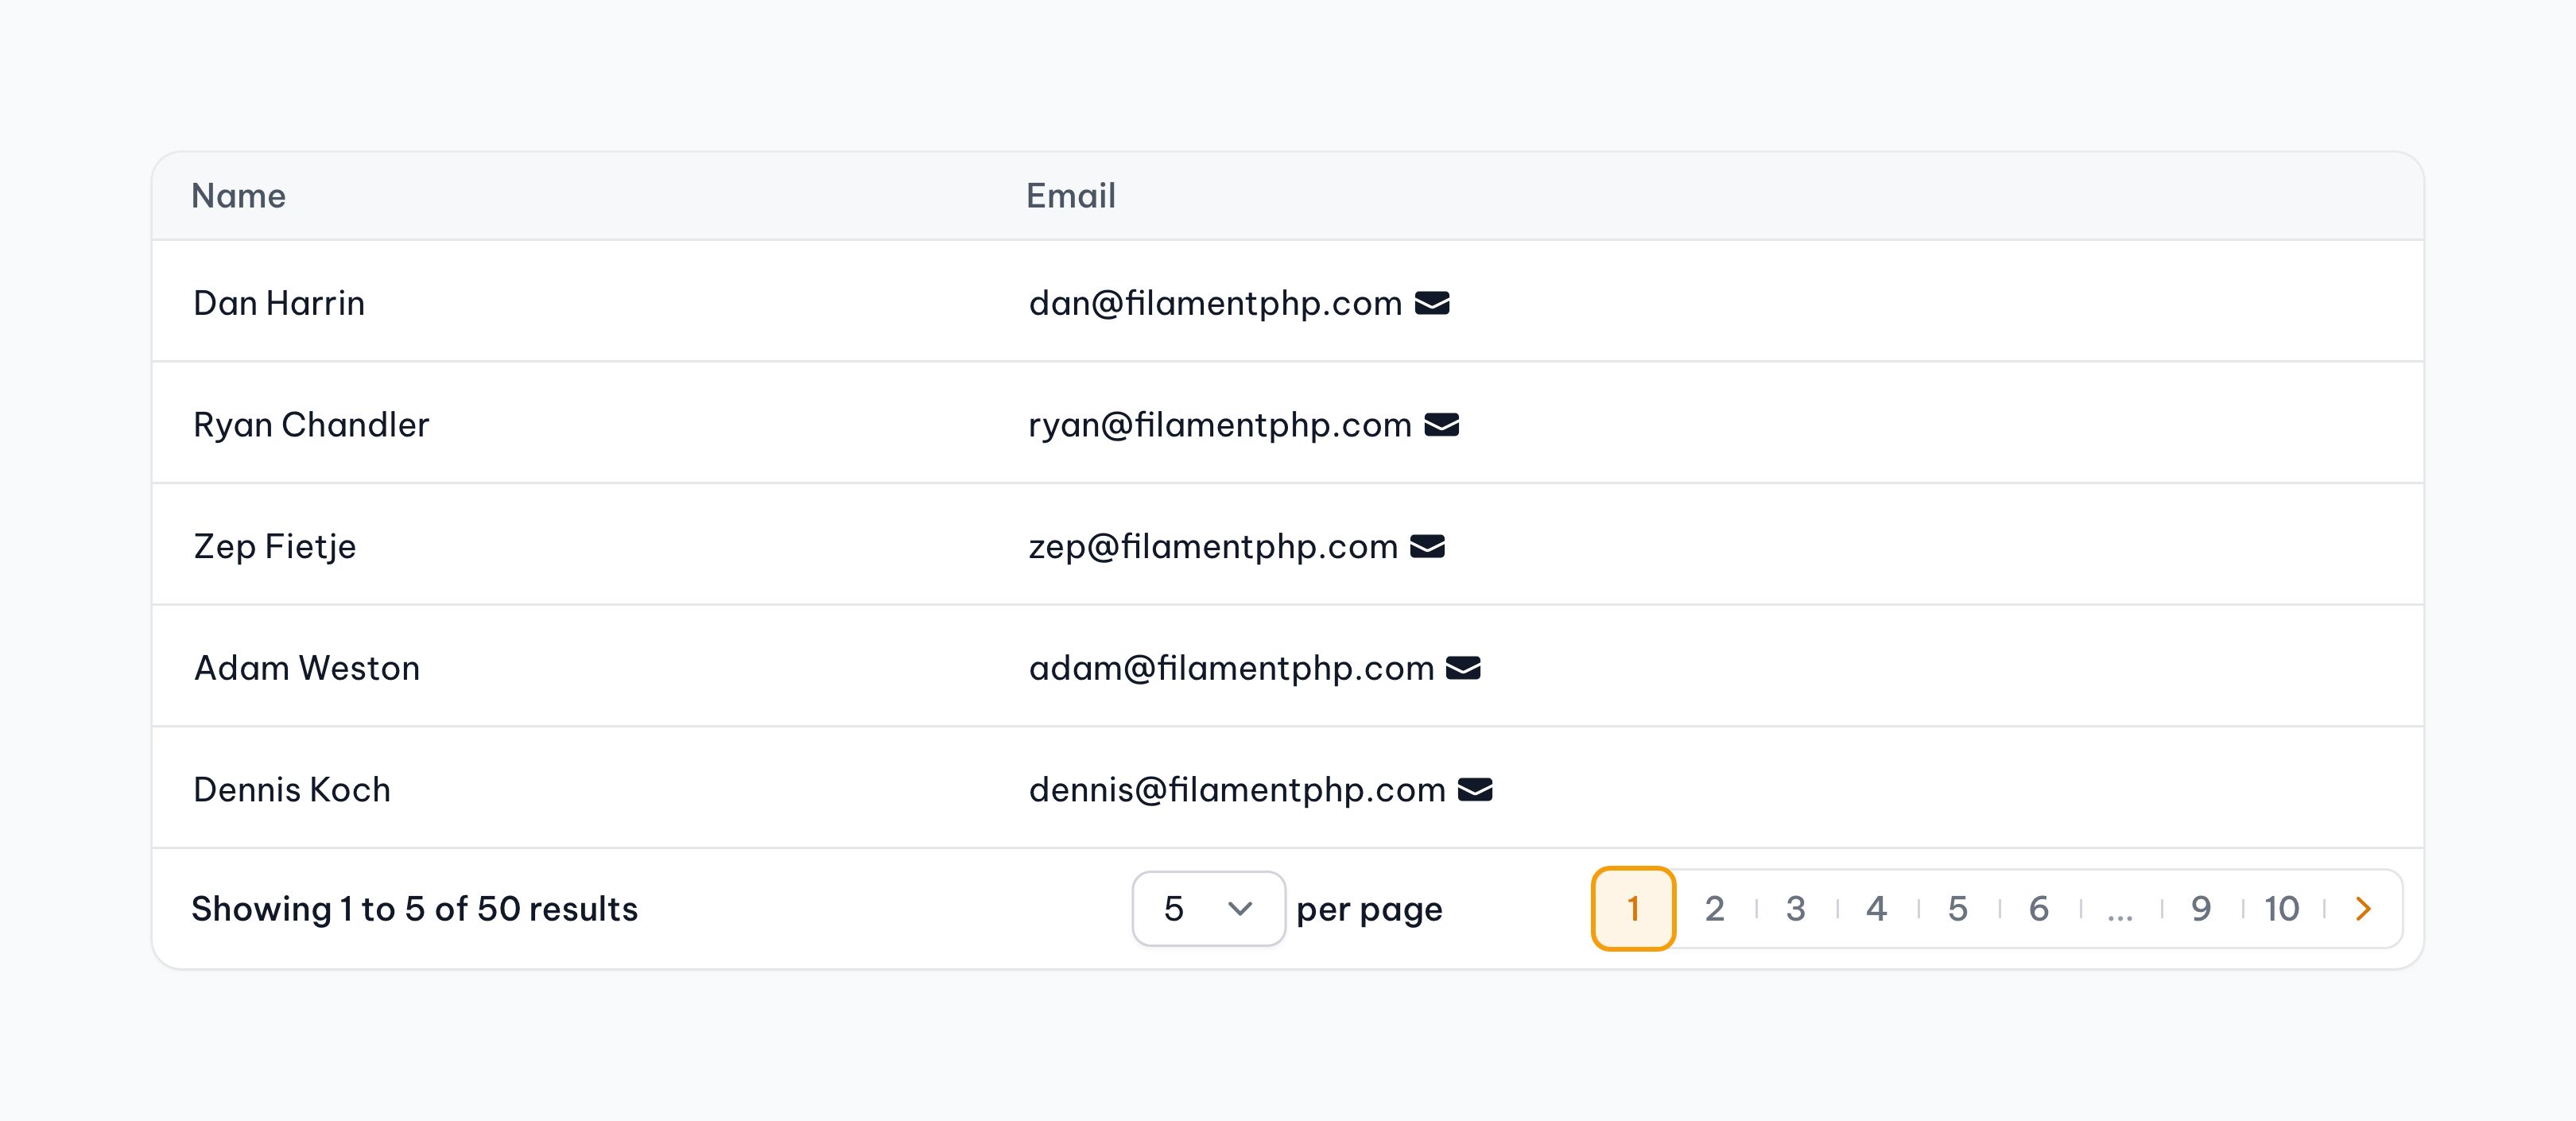 Name Email
Dan Harrin dan@filamentphp.com
Ryan Chandler ryan@filamentphp.com
Zep Fietje zep@filamentphp.com
Adam Weston adam@filamentphp.com
Dennis Koch dennis@filamentphp.com
Showing 1 to 5 of 50 results 5 per page 1 2 3 4 5 6 ... 9 10